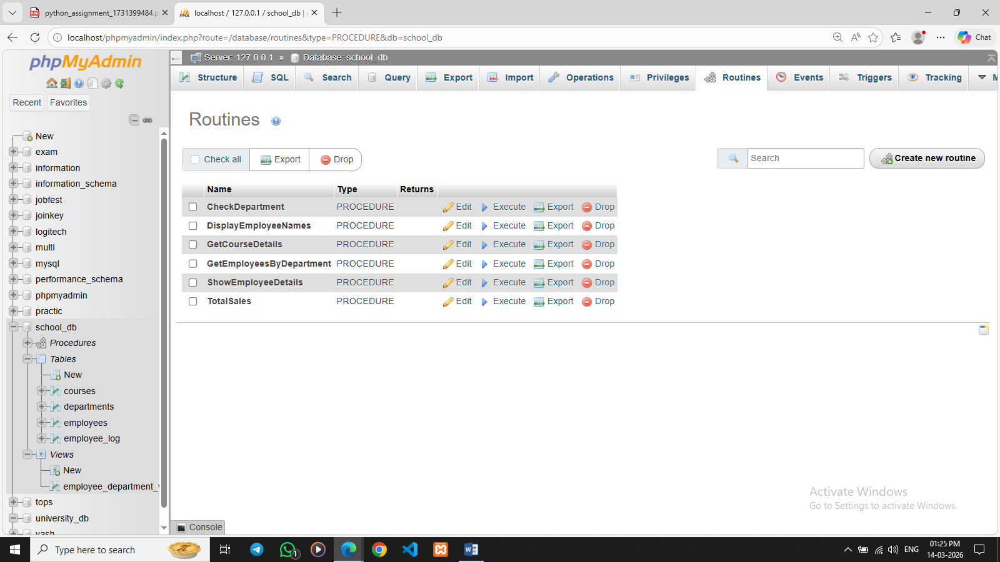 python_assignment_1731399484.p
localhost / 127.0.0.1 / school_db | p
localhost/phpmyadmin/index.php?route=/database/routines&type=PROCEDURE&db=school_db
Chat
phpMyAdmin
Recent Favorites
New
exam
information
information_schema
jobfest
joinkey
logitech
multi
mysql
performance_schema
phpmyadmin
practic
school_db
Procedures
Tables
New
courses
departments
employees
employee_log
Views
New
employee_department_v
tops
university_db
yash
Server: 127.0.0.1 » Database: school_db
Structure SQL Search Query Export Import Operations Privileges Routines Events Triggers Tracking M
Routines
Check all Export Drop
Search
Create new routine
Name Type Returns
CheckDepartment PROCEDURE Edit Execute Export Drop
DisplayEmployeeNames PROCEDURE Edit Execute Export Drop
GetCourseDetails PROCEDURE Edit Execute Export Drop
GetEmployeesByDepartment PROCEDURE Edit Execute Export Drop
ShowEmployeeDetails PROCEDURE Edit Execute Export Drop
TotalSales PROCEDURE Edit Execute Export Drop
Activate Windows
Go to Settings to activate Windows.
Console
Type here to search
1
ENG
01:25 PM
14-03-2026